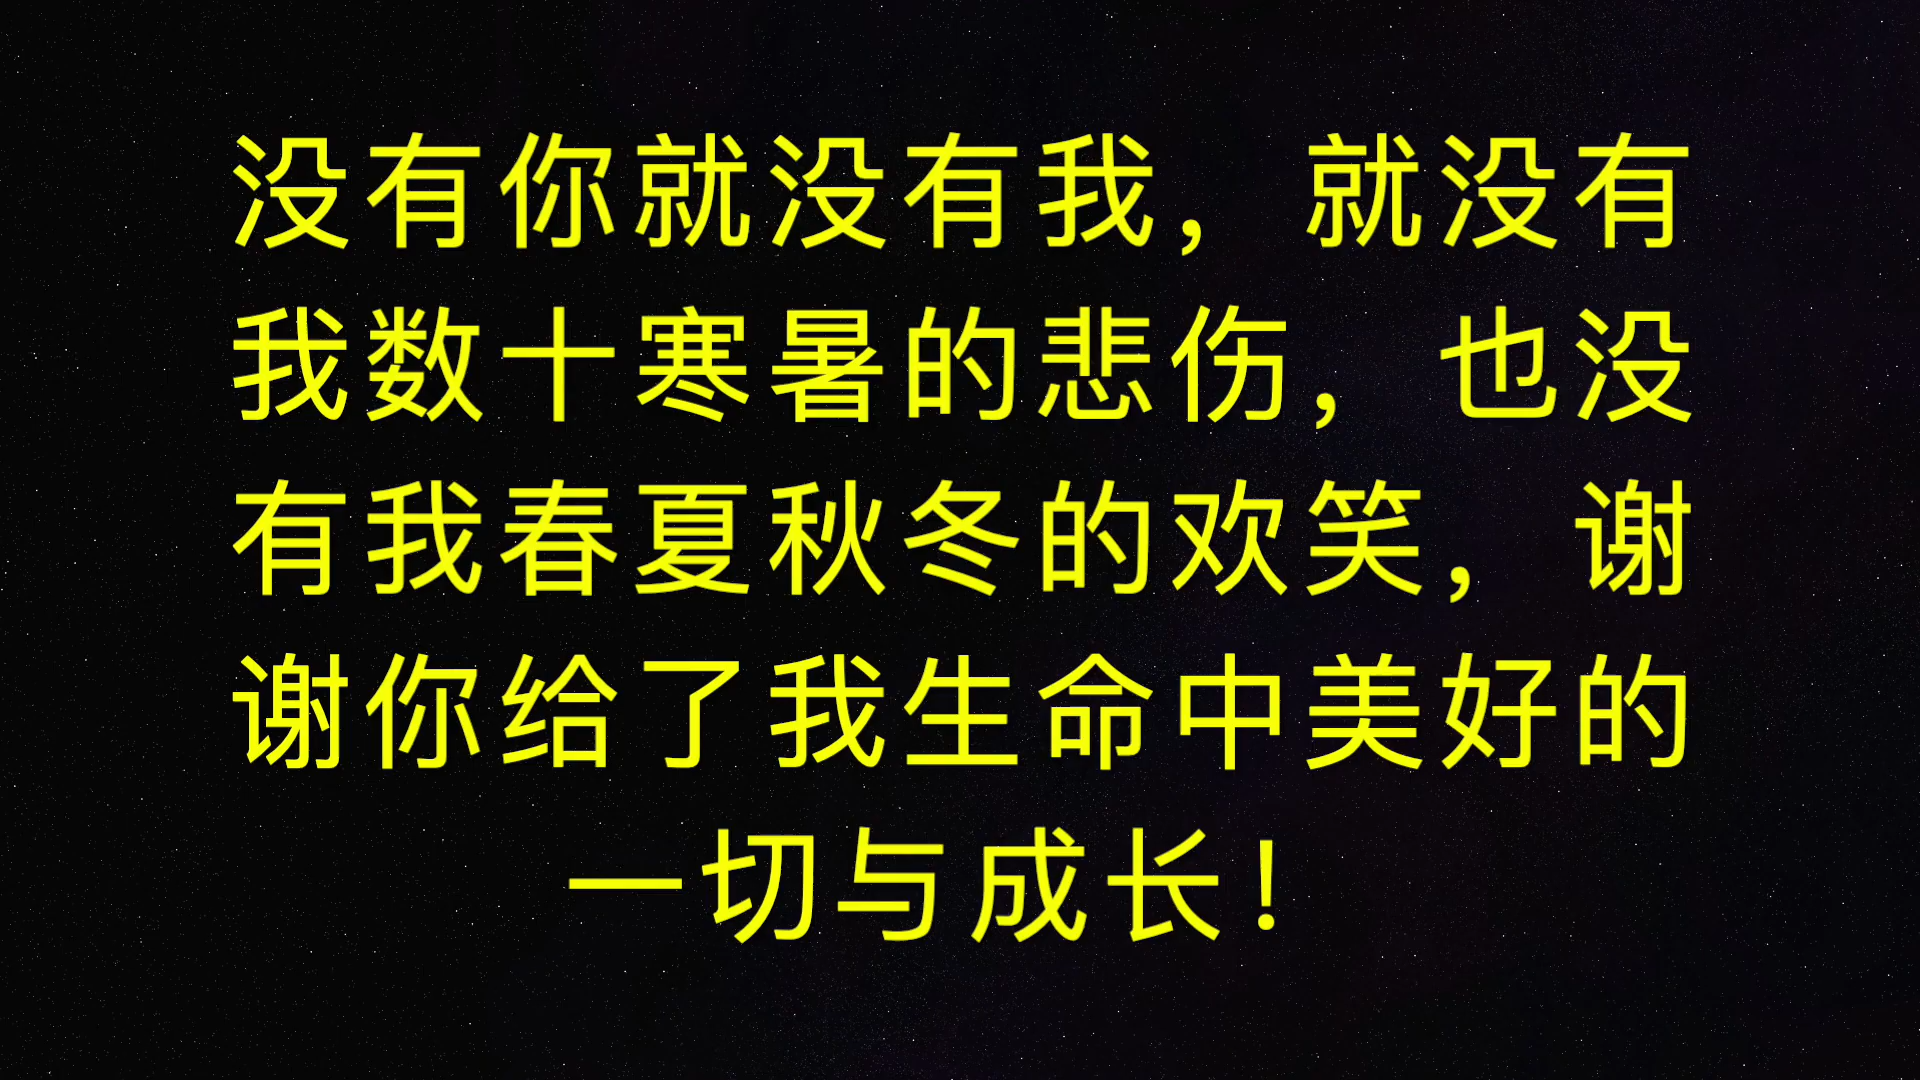 没有你就没有我，就没有
我数十寒暑的悲伤，也没
有我春夏秋冬的欢笑，谢
谢你给了我生命中美好的
一切与成长！